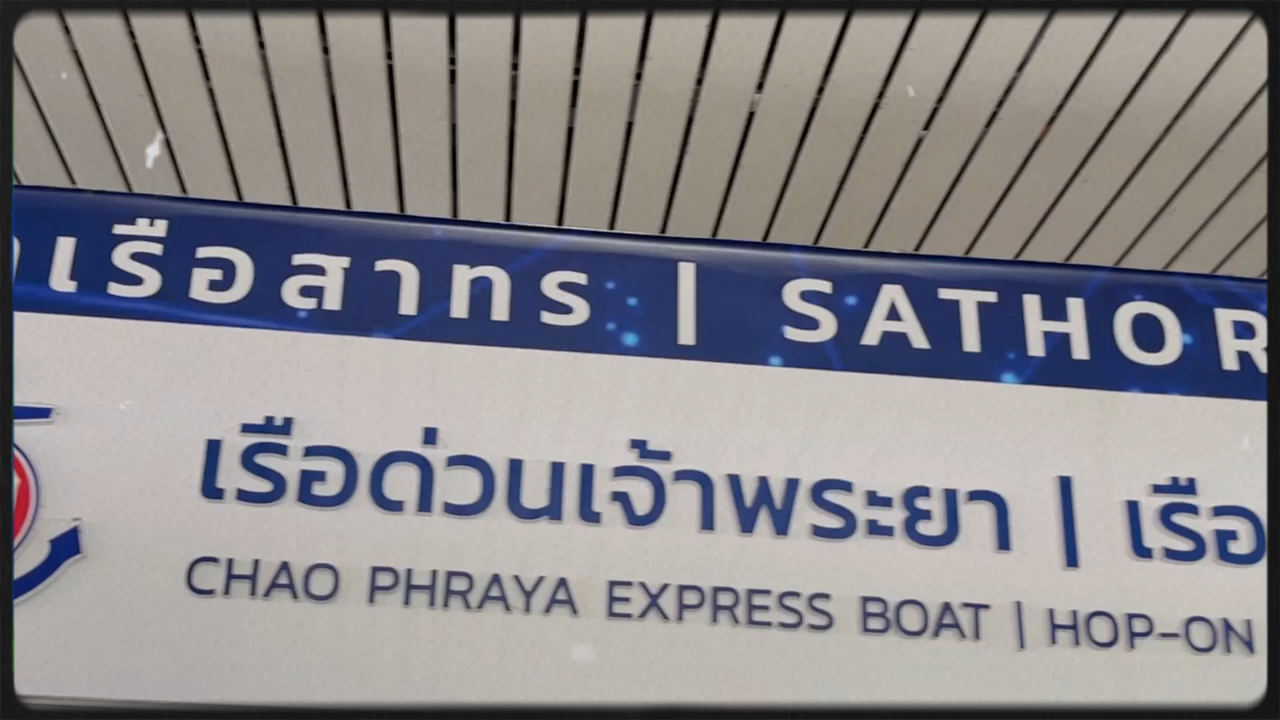 เรือสาทร | SATHOR
เรือด่วนเจ้าพระยา | เรือ
CHAO PHRAYA EXPRESS BOAT | HOP-ON